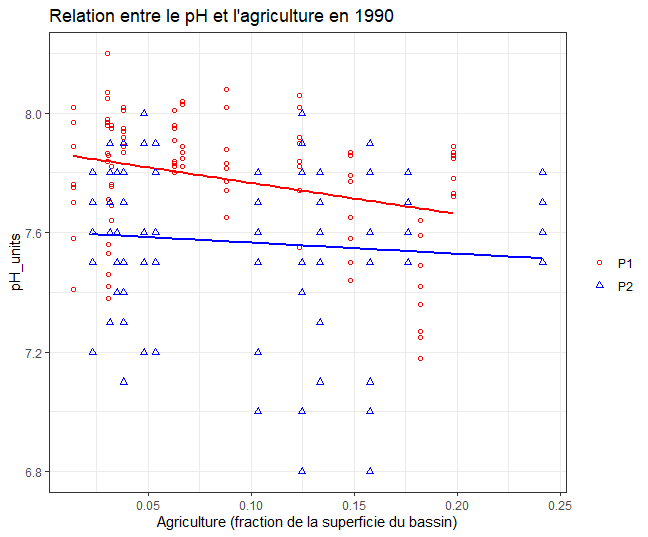 Relation entre le pH et l'agriculture en 1990
8.0
7.6
7.2
6.8
pH_units
0.05 0.10 0.15 0.20 0.25
Agriculture (fraction de la superficie du bassin)
P1
P2